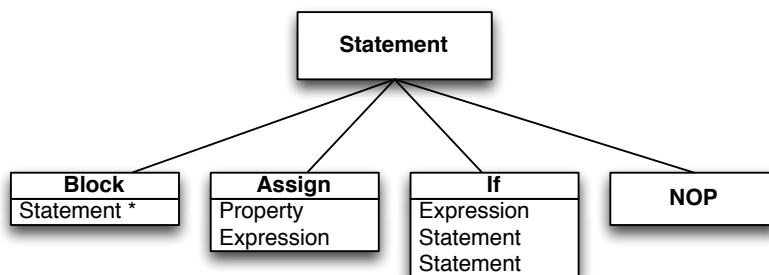 Statement
Block
Statement *
Assign
Property
Expression
If
Expression
Statement
Statement
NOP